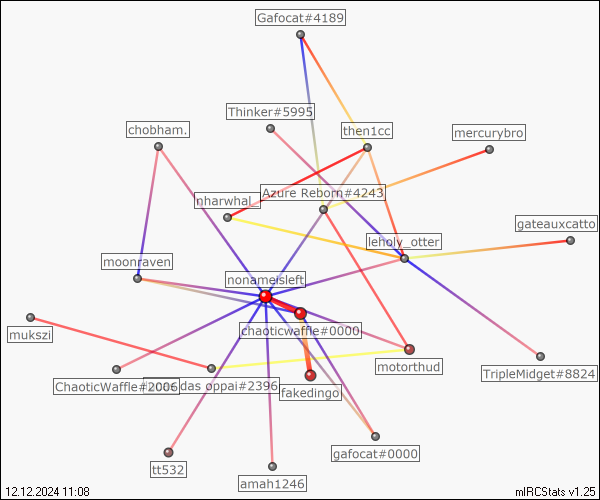 Gafocat#4189
Thinker#5995
chobham.
then1cc
mercurybro
Azure Reborn#4243
nharwhal_
gateauxcatto
leholy_otter
moonraven
nonameisleft
chaoticwaffle#0000
mukszi
motorthud
TripleMidget#8824
ChaoticWaffle#2006
das øppai#2396
fakedingo
gafocat#0000
tt532
amah1246
12.12.2024 11:08
mIRCStats v1.25